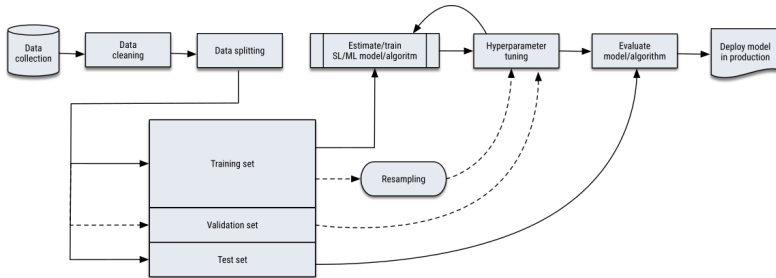 Data
collection
Data
cleaning
Data splitting
Estimate/train
SL/ML model/algoritm
Hyperparameter
tuning
Evaluate
model/algorithm
Deploy model
in production
Training set
Resampling
Validation set
Test set